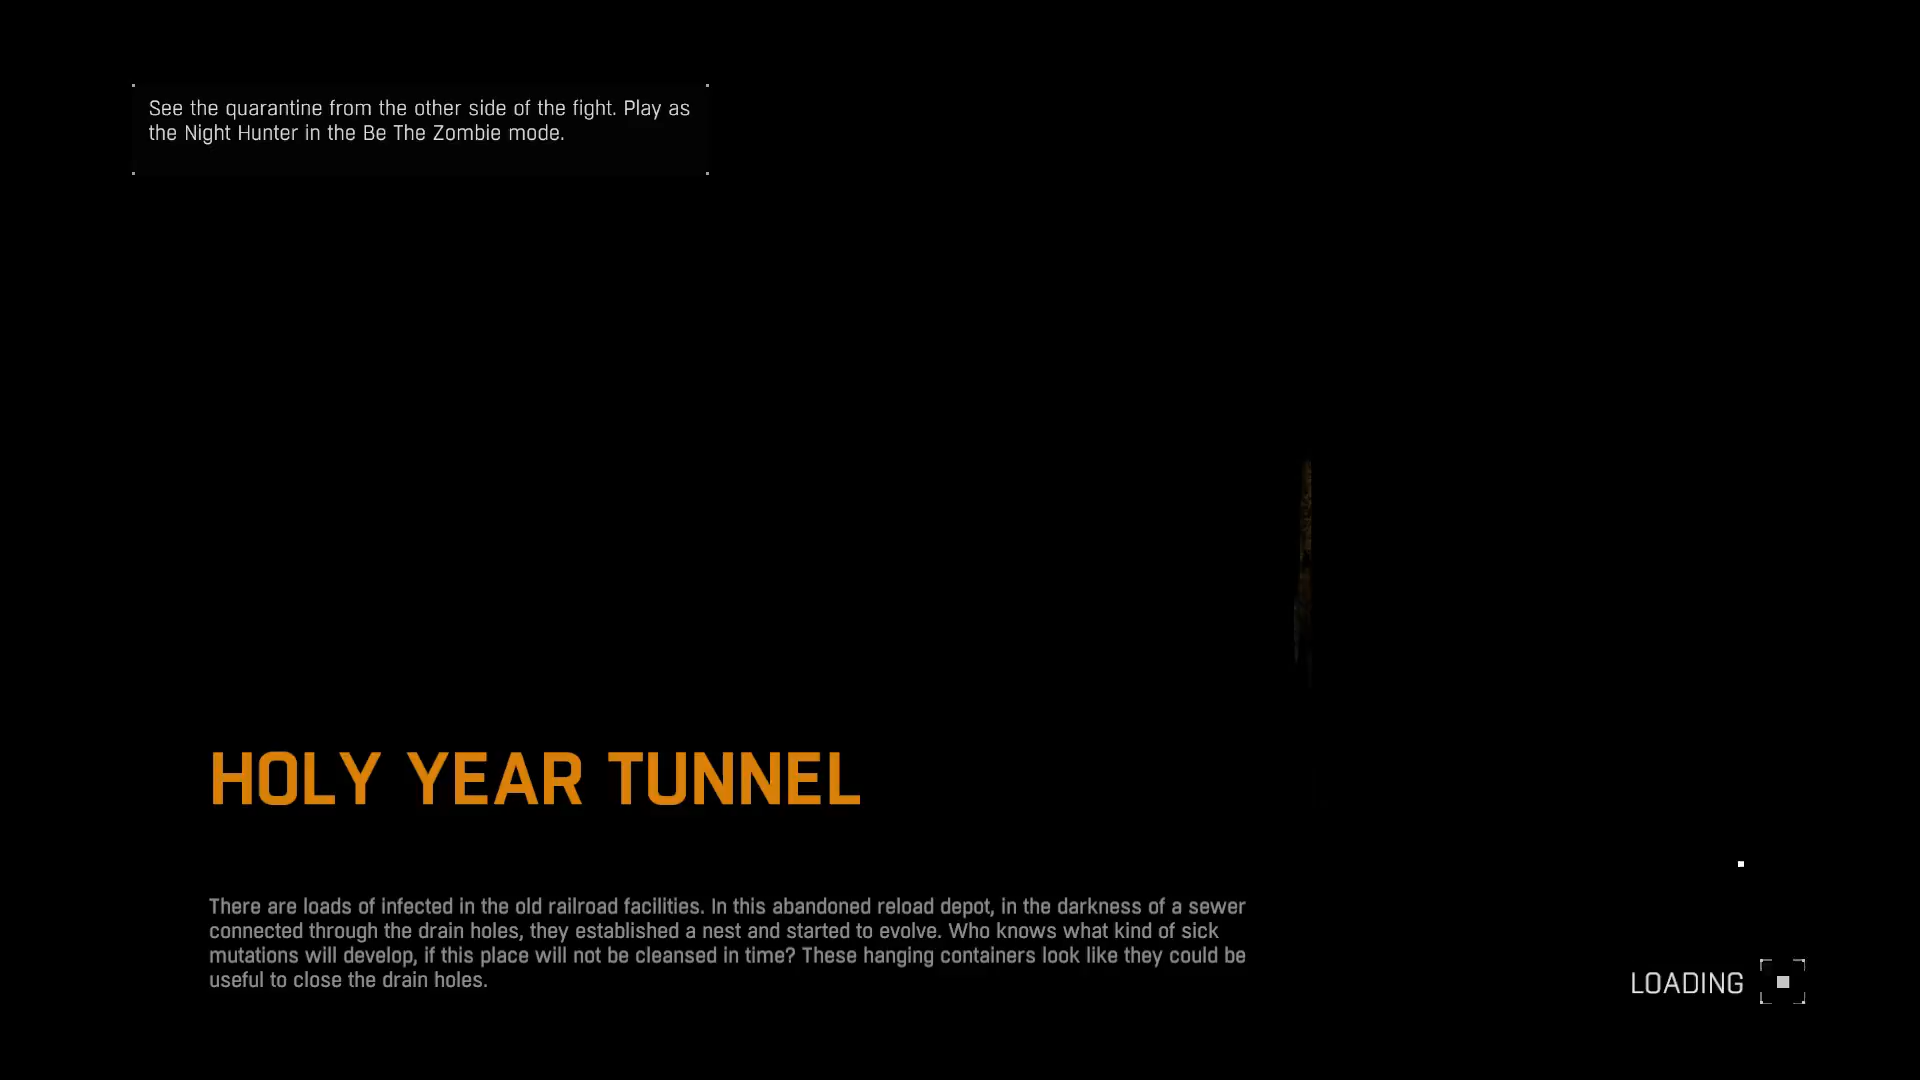 See the quarantine from the other side of the fight. Play as
the Night Hunter in the Be The Zombie mode.
HOLY YEAR TUNNEL
There are loads of infected in the old railroad facilities. In this abandoned reload depot, in the darkness of a sewer
connected through the drain holes, they established a nest and started to evolve. Who knows what kind of sick
mutations will develop, if this place will not be cleansed in time? These hanging containers look like they could be
useful to close the drain holes.
LOADING